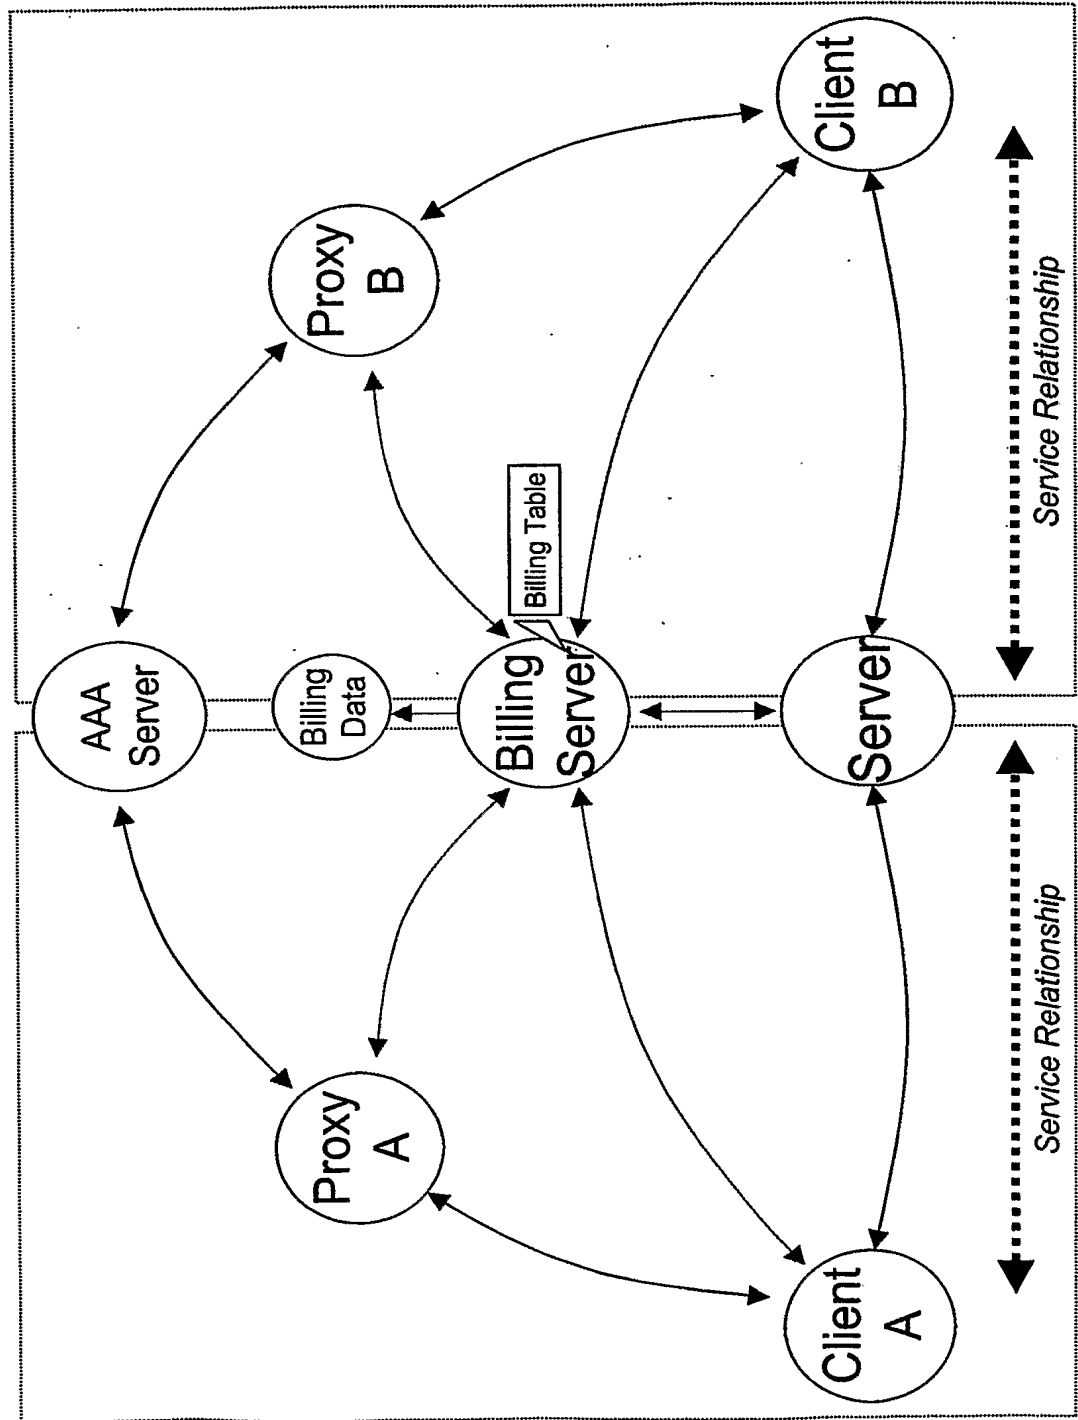 AAA
Server
Proxy
A
Billing
Data
Proxy
B
Billing
Server
Billing Table
Client
A
Server
Client
B
Service Relationship
Service Relationship